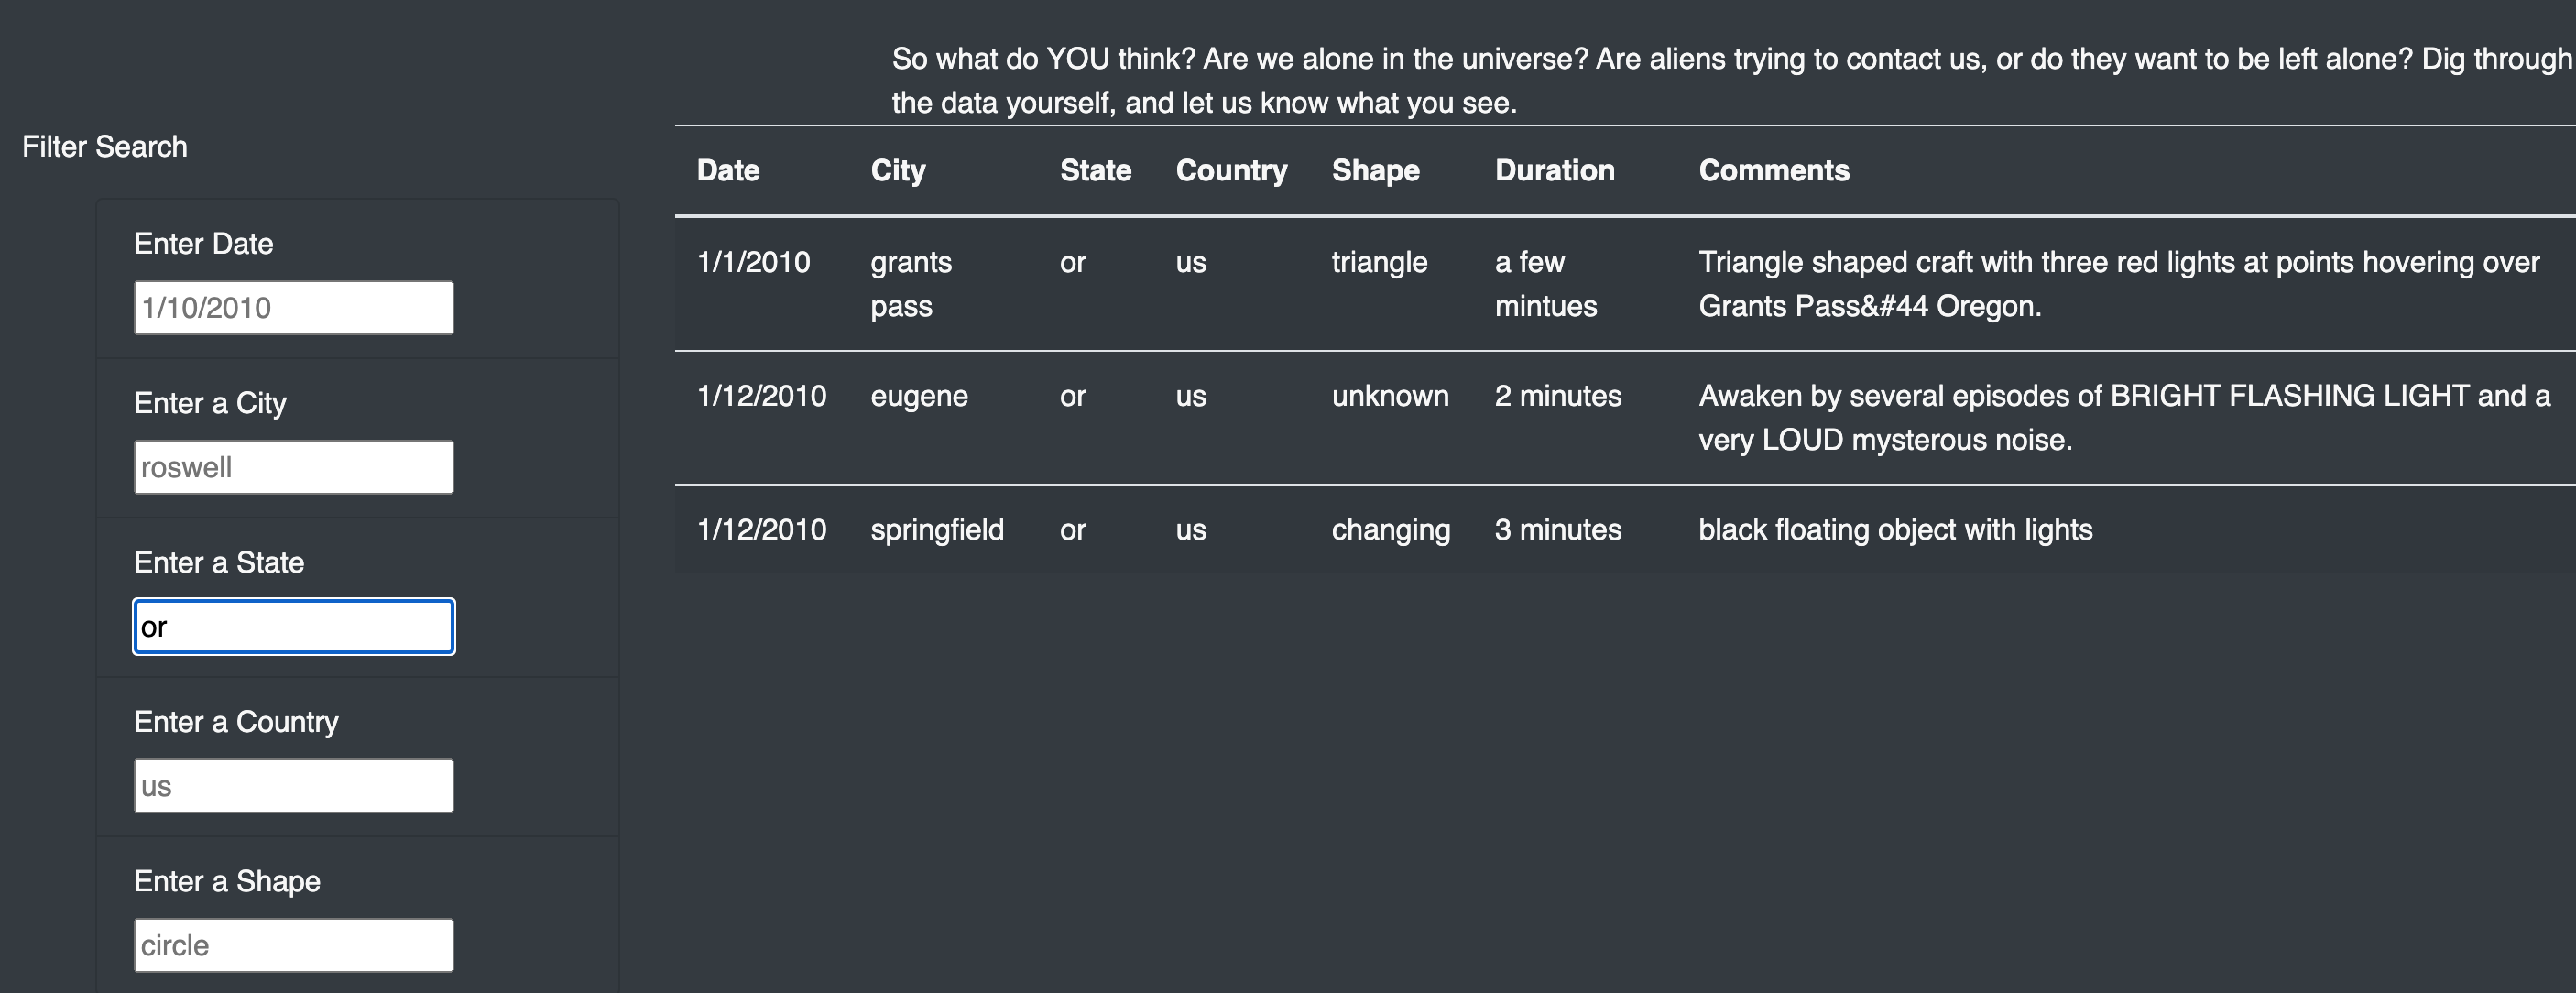 So what do YOU think? Are we alone in the universe? Are aliens trying to contact us, or do they want to be left alone? Dig through
the data yourself, and let us know what you see.
Filter Search
Enter Date
1/10/2010
Enter a City
roswell
Enter a State
or
Enter a Country
us
Enter a Shape
circle
Date City State Country Shape Duration Comments
1/1/2010 grants pass or us triangle a few mintues Triangle shaped craft with three red lights at points hovering over
Grants Pass&#44 Oregon.
1/12/2010 eugene or us unknown 2 minutes Awaken by several episodes of BRIGHT FLASHING LIGHT and a
very LOUD mysterous noise.
1/12/2010 springfield or us changing 3 minutes black floating object with lights